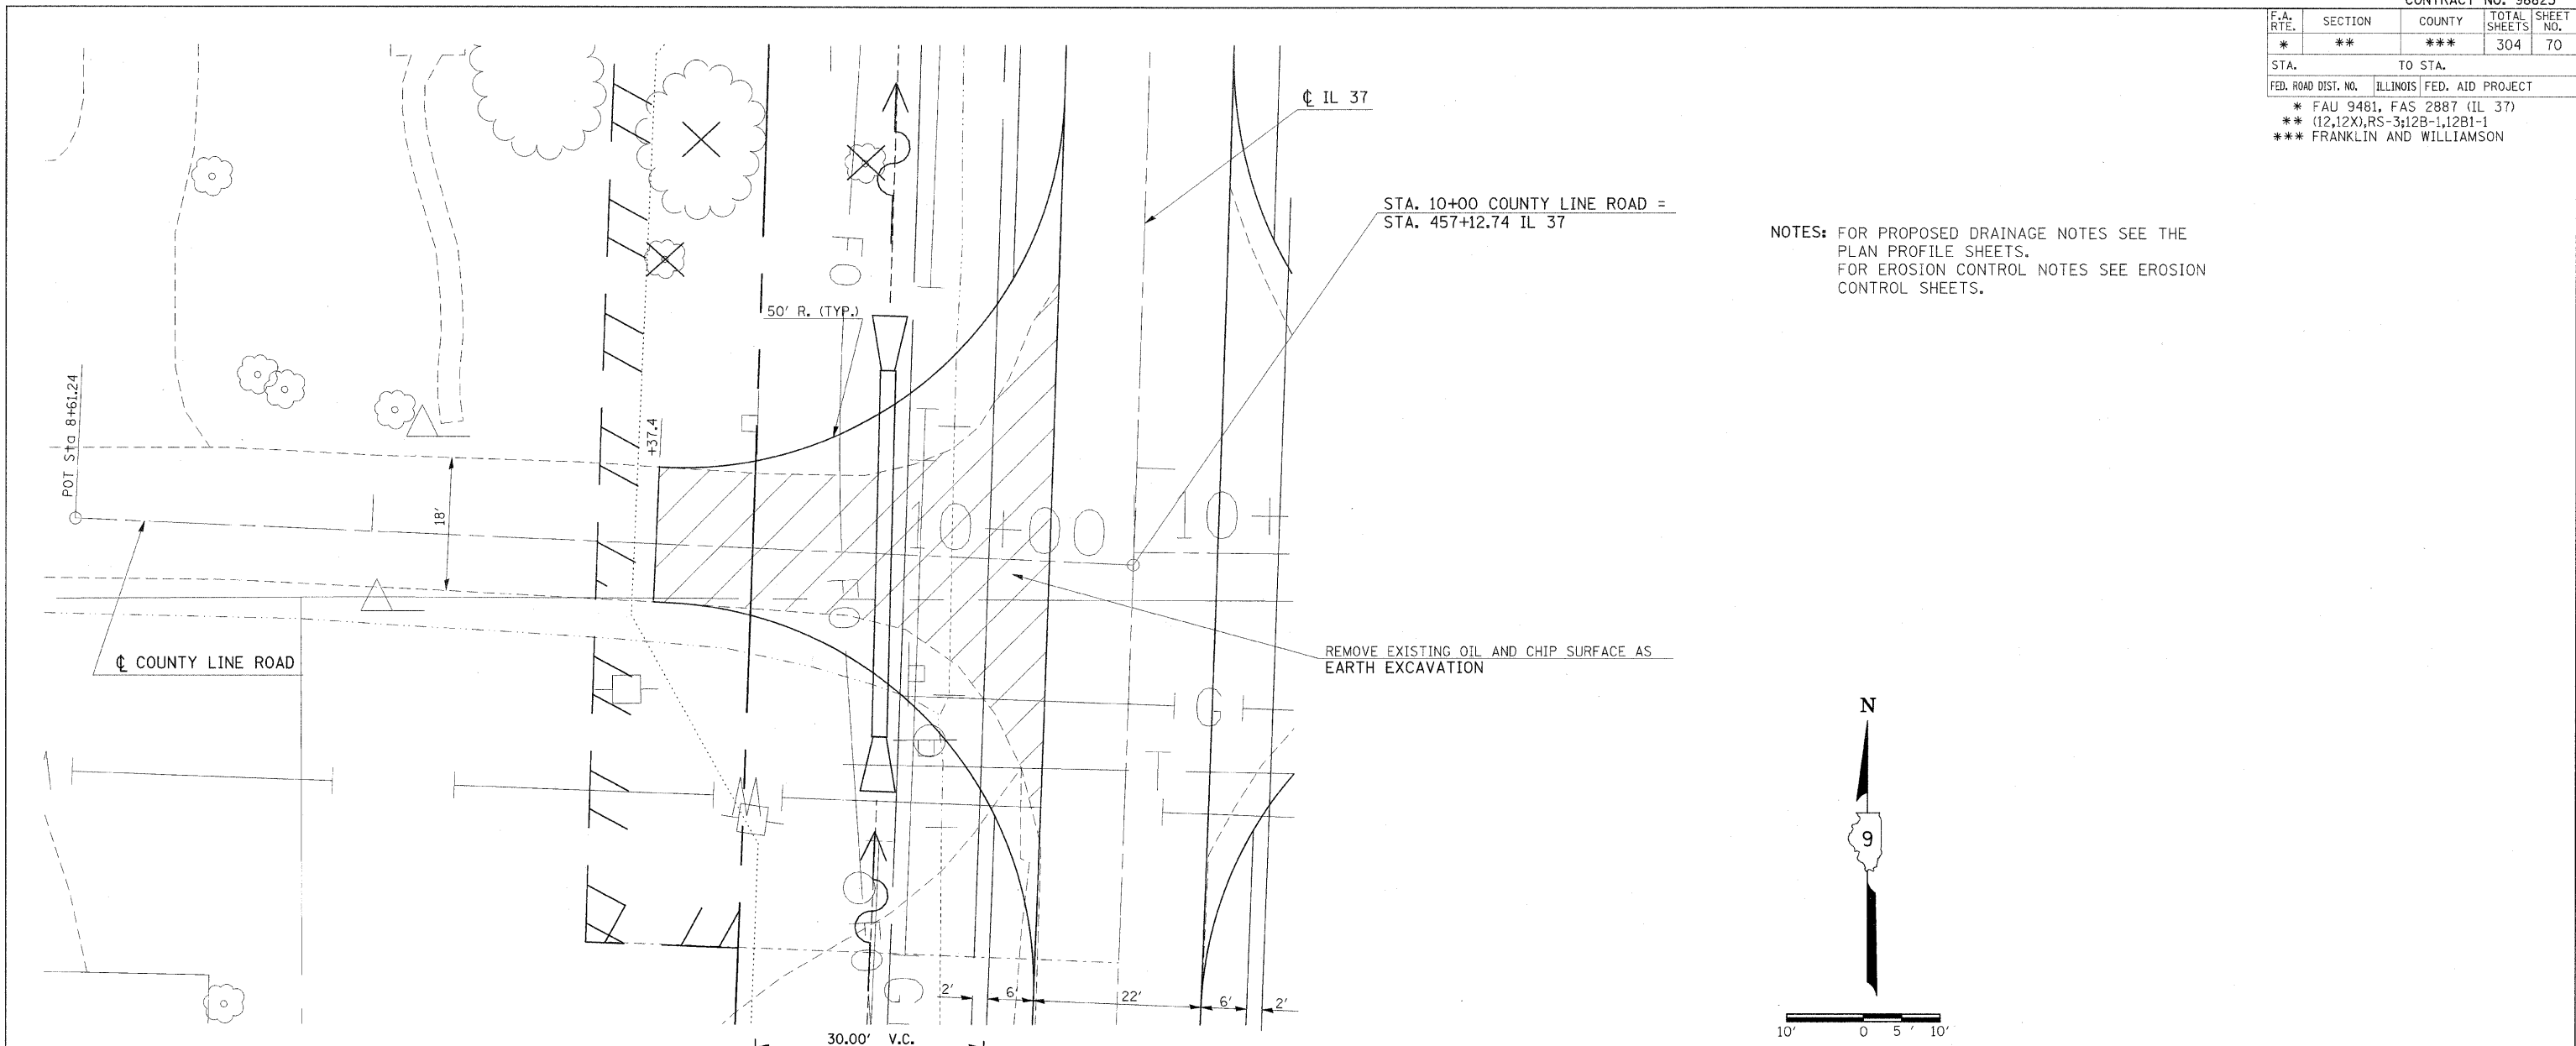 CONTRACT NO. 98825
F.A. RTE. SECTION COUNTY TOTAL SHEETS SHEET NO.
* ** *** 304 70
STA. TO STA.
FED. ROAD DIST. NO. ILLINOIS FED. AID PROJECT
* FAU 9481, FAS 2887 (IL 37)
** (12,12X),RS-3;12B-1,12B1-1
*** FRANKLIN AND WILLIAMSON
℄ IL 37
STA. 10+00 COUNTY LINE ROAD =
STA. 457+12.74 IL 37
NOTES: FOR PROPOSED DRAINAGE NOTES SEE THE
PLAN PROFILE SHEETS.
FOR EROSION CONTROL NOTES SEE EROSION
CONTROL SHEETS.
FO
50' R. (TYP.)
POT Sta 8+61.24
+37.4
18'
10+00
10+
FO
℄ COUNTY LINE ROAD
REMOVE EXISTING OIL AND CHIP SURFACE AS
EARTH EXCAVATION
G
T
N
9
G
2' 6' 22' 6' 2'
30.00' V.C.
10' 0 5' 10'